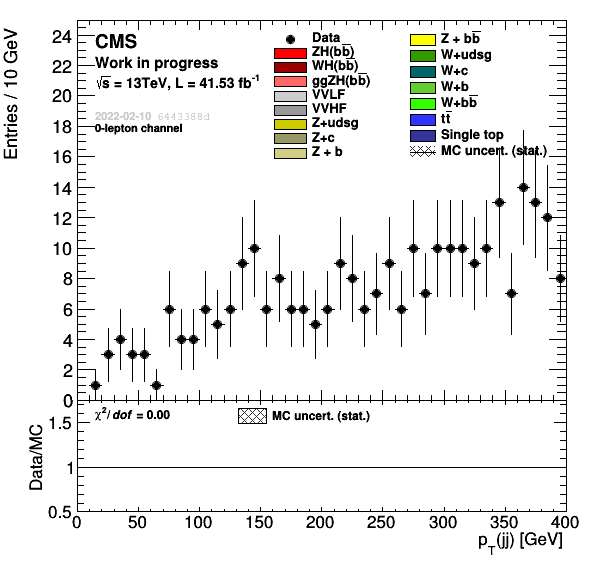 CMS
Work in progress
√s = 13TeV, L = 41.53 fb⁻¹
2022-02-10 6443388d
0-lepton channel
Data
ZH(bb̅)
WH(bb̅)
ggZH(bb̅)
VVLF
VVHF
Z+udsg
Z+c
Z + b
Z + bb̅
W+udsg
W+c
W+b
W+bb̅
tt̅
Single top
MC uncert. (stat.)
Entries / 10 GeV
24
22
20
18
16
14
12
10
8
6
4
2
0
χ²/dof = 0.00
MC uncert. (stat.)
Data/MC
1.5
1
0.5
0 50 100 150 200 250 300 350 400
p_T(jj) [GeV]